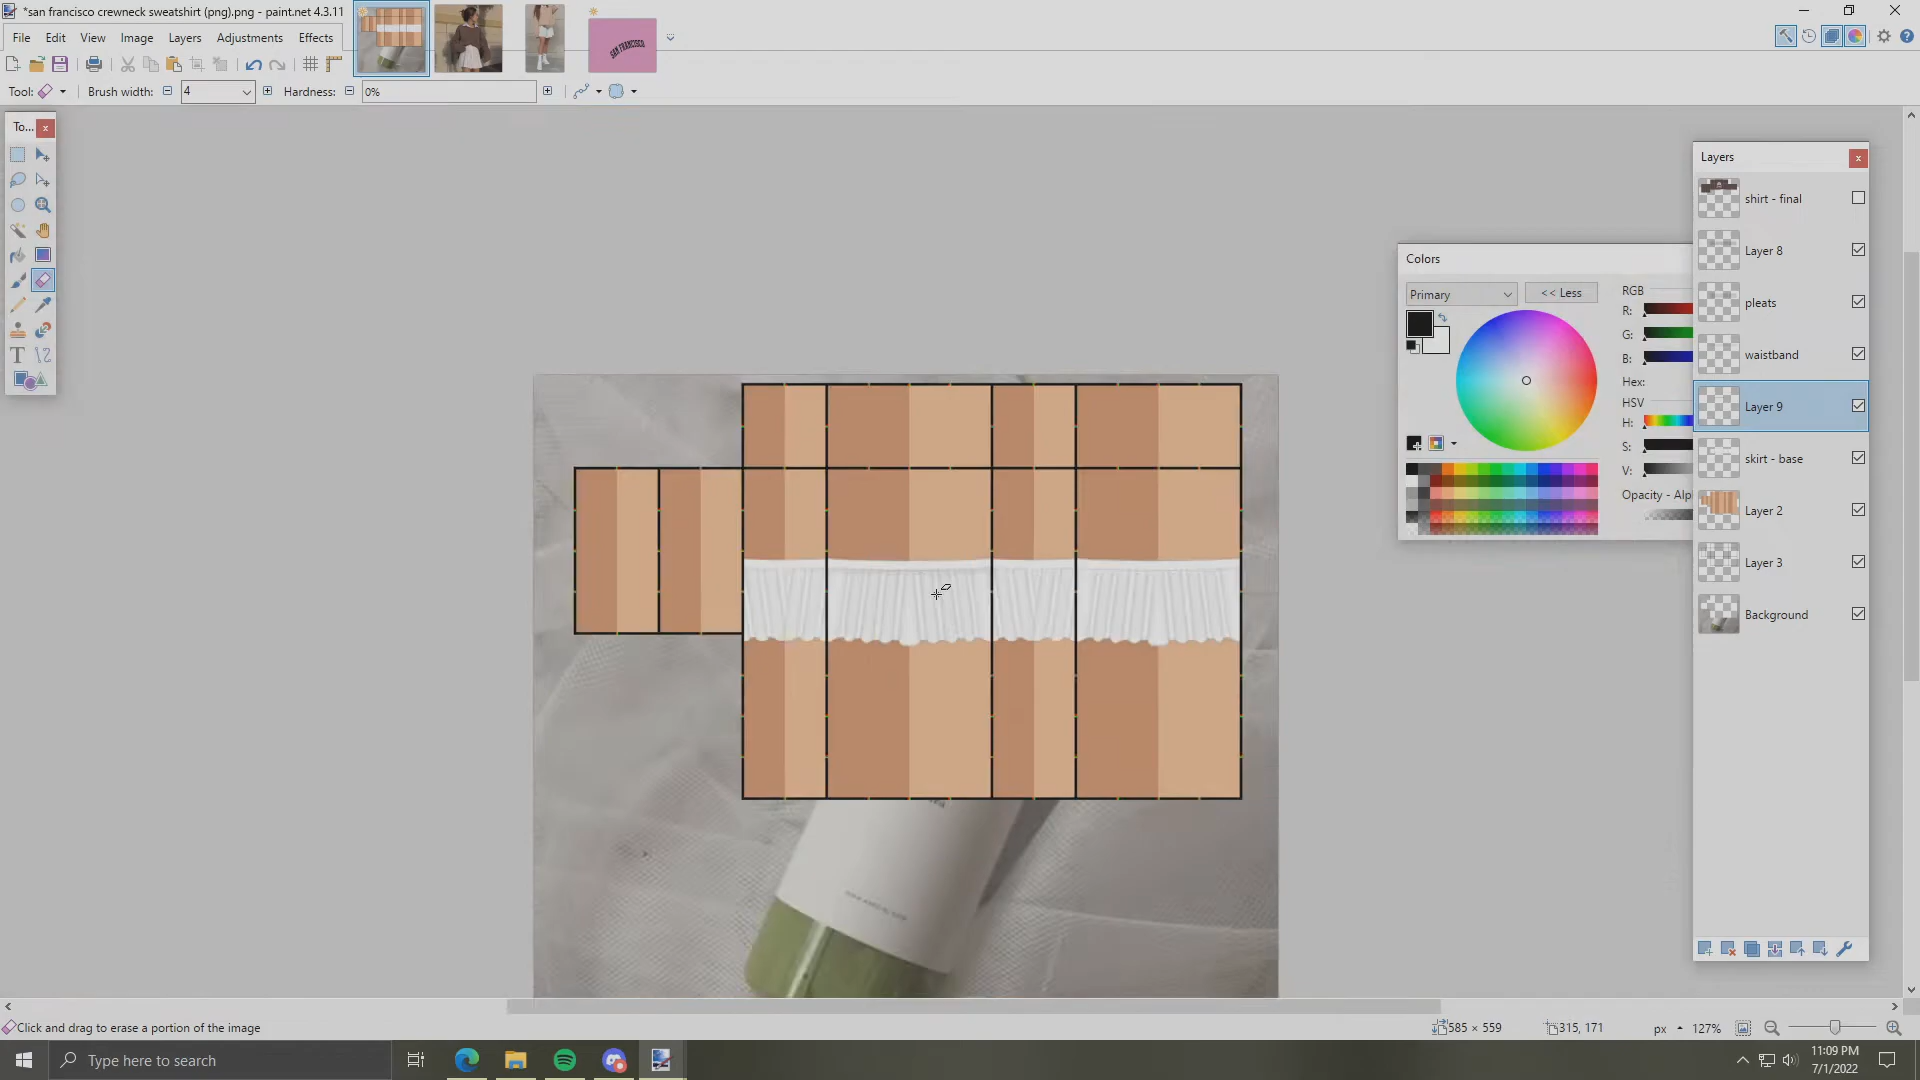 *san francisco crewneck sweatshirt (png).png - paint.net 4.3.11
File Edit View Image Layers Adjustments Effects
SAN FRANCISCO
Tool: Brush width: 4 Hardness: 0%
To...
Layers
shirt - final
Layer 8
pleats
waistband
Layer 9
skirt - base
Layer 2
Layer 3
Background
Colors
Primary << Less RGB
R:
G:
B:
Hex:
HSV
H:
S:
V:
Opacity - Alp
T
Click and drag to erase a portion of the image
585 × 559 315, 171 px 127%
Type here to search
11:09 PM
7/1/2022